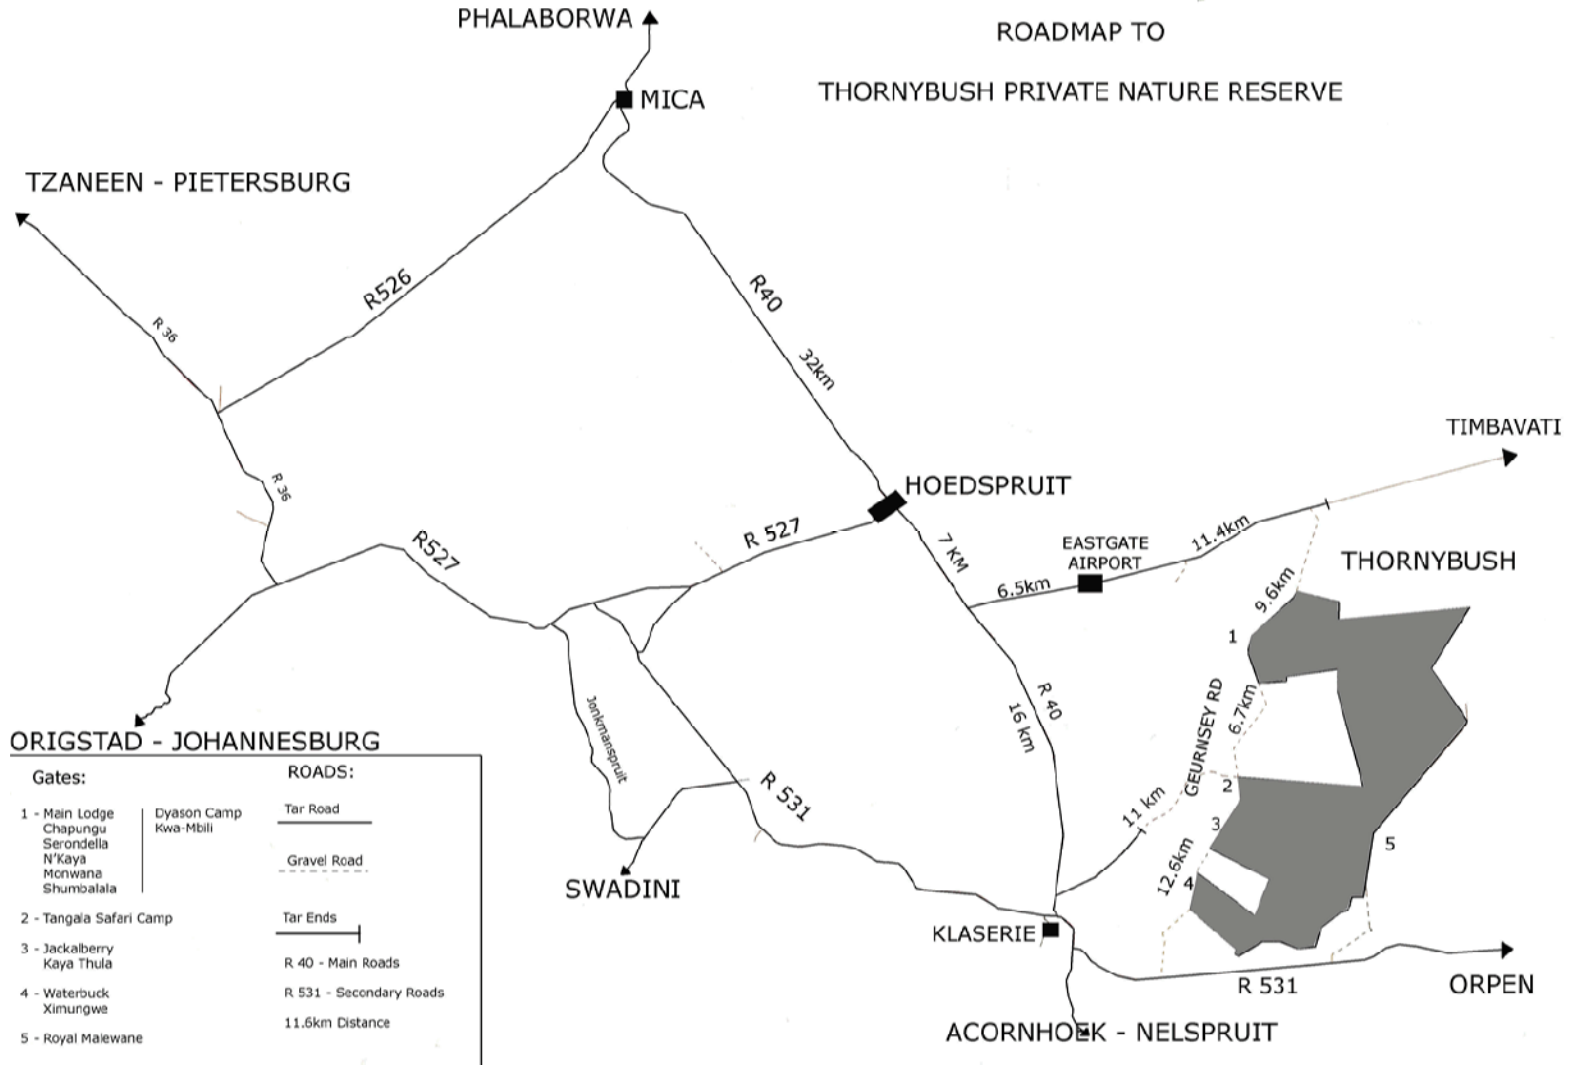 PHALABORWA
ROADMAP TO
THORNYBUSH PRIVATE NATURE RESERVE
MICA
TZANEEN - PIETERSBURG
R526
R40
R 36
32km
TIMBAVATI
R 36
HOEDSPRUIT
R 527
R527
7 KM
EASTGATE
AIRPORT
11.4km
6.5km
THORNYBUSH
9.6km
1
GEURNSEY RD
6.7km
R 40
16 km
Jonkmanspruit
R 531
2
11 km
3
12.6km
4
5
SWADINI
KLASERIE
R 531
ORPEN
ACORNHOEK - NELSPRUIT
ORIGSTAD - JOHANNESBURG
Gates:
1 - Main Lodge
Chapungu
Serondella
N'Kaya
Monwana
Shumbalala
Dyason Camp
Kwa-Mbili
2 - Tangala Safari Camp
3 - Jackalberry
Kaya Thula
4 - Waterbuck
Ximungwe
5 - Royal Malewane
ROADS:
Tar Road
Gravel Road
Tar Ends
R 40 - Main Roads
R 531 - Secondary Roads
11.6km Distance